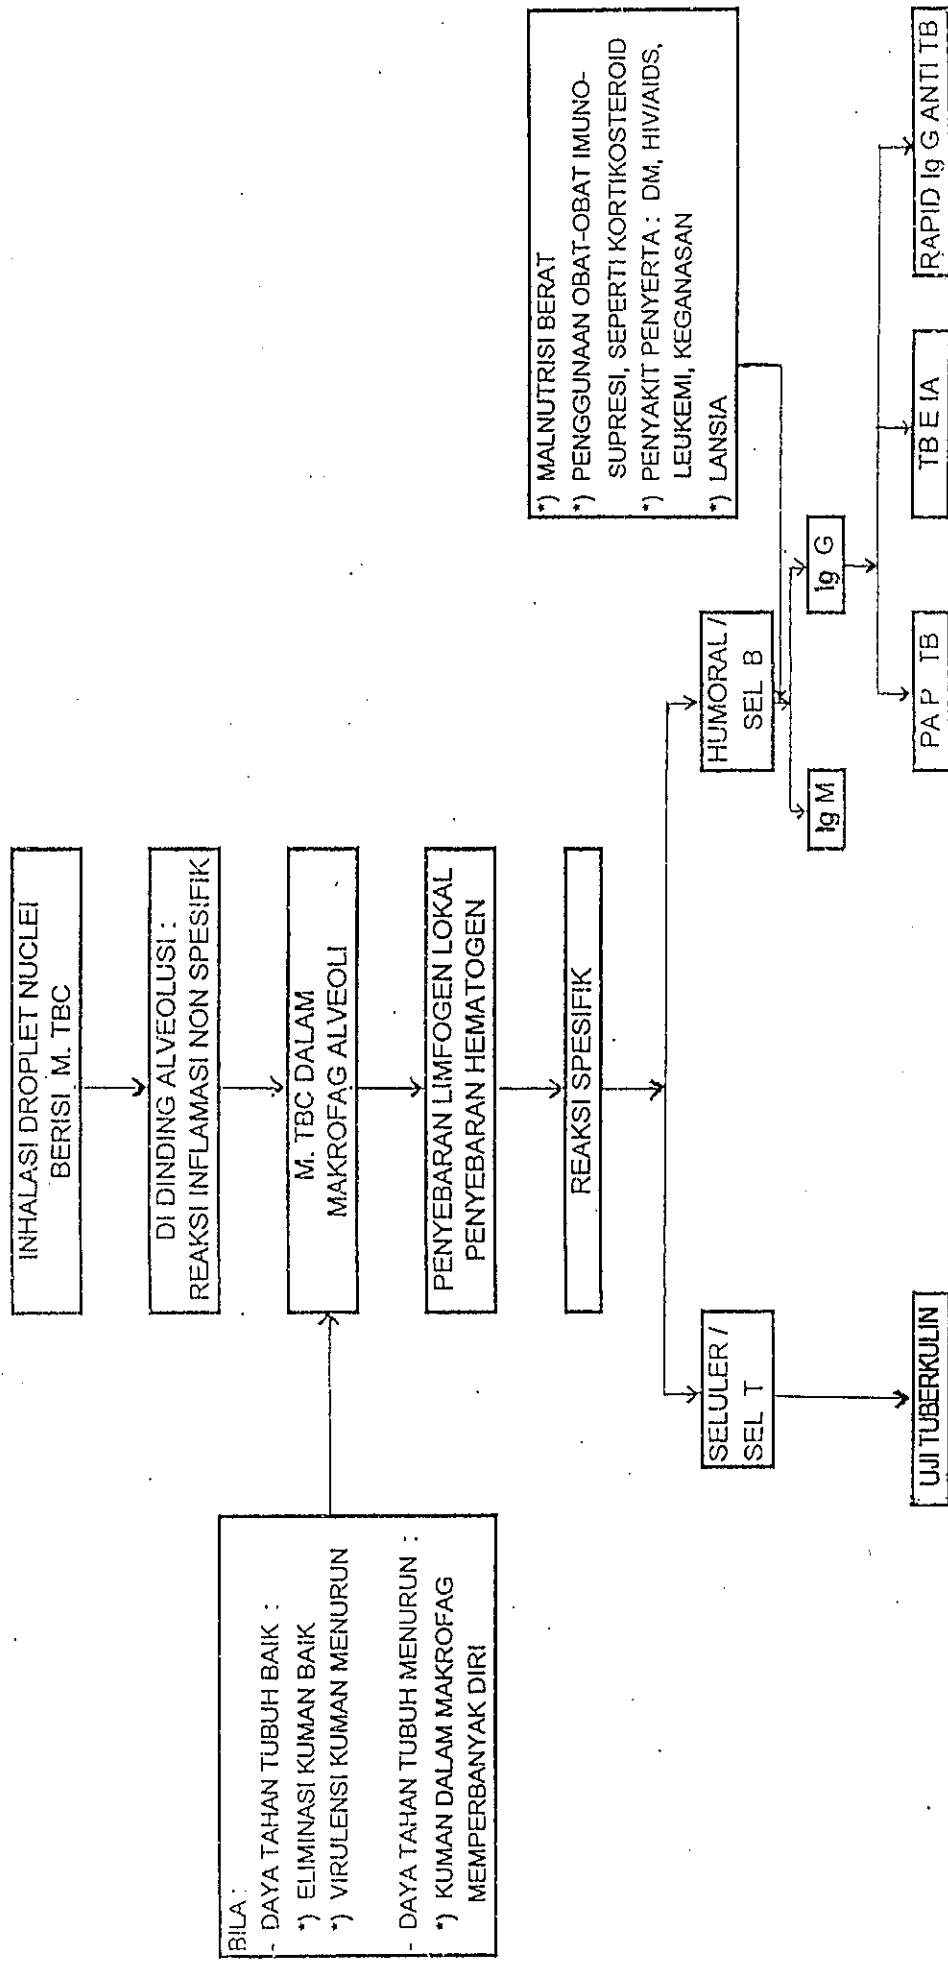 INHALASI DROPLET NUCLEI
BERISI M. TBC
DI DINDING ALVEOLUSI :
REAKSI INFLAMASI NON SPESIFIK
BILA :
- DAYA TAHAN TUBUH BAIK :
*) ELIMINASI KUMAN BAIK
*) VIRULENSI KUMAN MENURUN
- DAYA TAHAN TUBUH MENURUN :
*) KUMAN DALAM MAKROFAG
MEMPERBANYAK DIRI
M. TBC DALAM
MAKROFAG ALVEOLI
PENYEBARAN LIMFOGEN LOKAL
PENYEBARAN HEMATOGEN
REAKSI SPESIFIK
*) MALNUTRISI BERAT
*) PENGGUNAAN OBAT-OBAT IMUNO-
SUPRESI, SEPERTI KORTIKOSTEROID
*) PENYAKIT PENYERTA : DM, HIV/AIDS,
LEUKEMI, KEGANASAN
*) LANSIA
SELULER /
SEL T
HUMORAL /
SEL B
Ig M
Ig G
UJI TUBERKULIN
PA P TB
TB E IA
RAPID Ig G ANTI TB